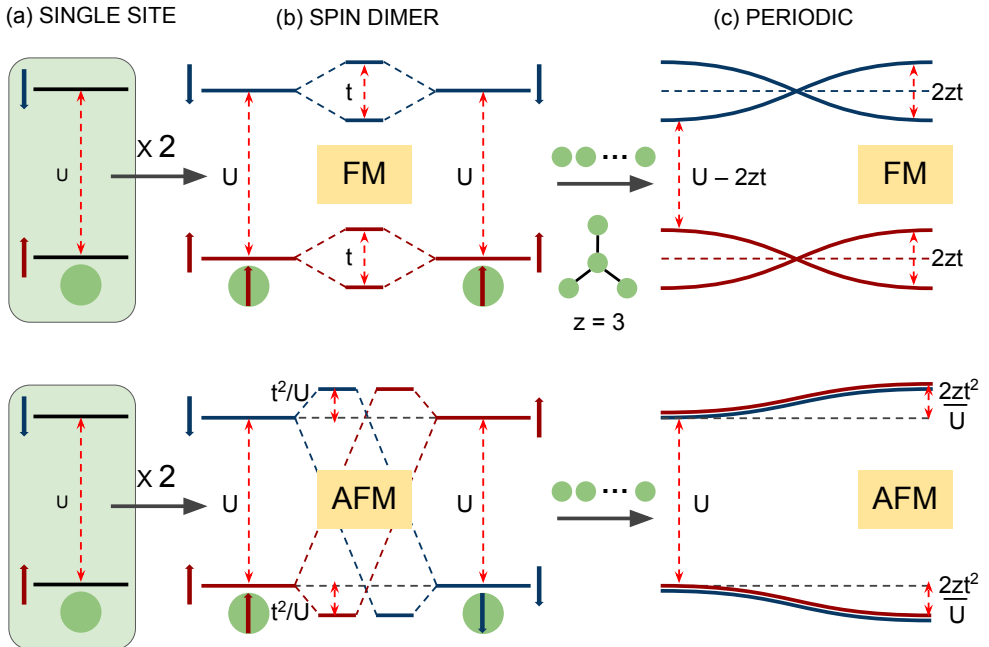 (a) SINGLE SITE
(b) SPIN DIMER
(c) PERIODIC
U
X 2
U
t
FM
t
U
z = 3
U – 2zt
2zt
FM
2zt
U
X 2
U
t²/U
AFM
t²/U
U
U
2zt²
U
AFM
2zt²
U